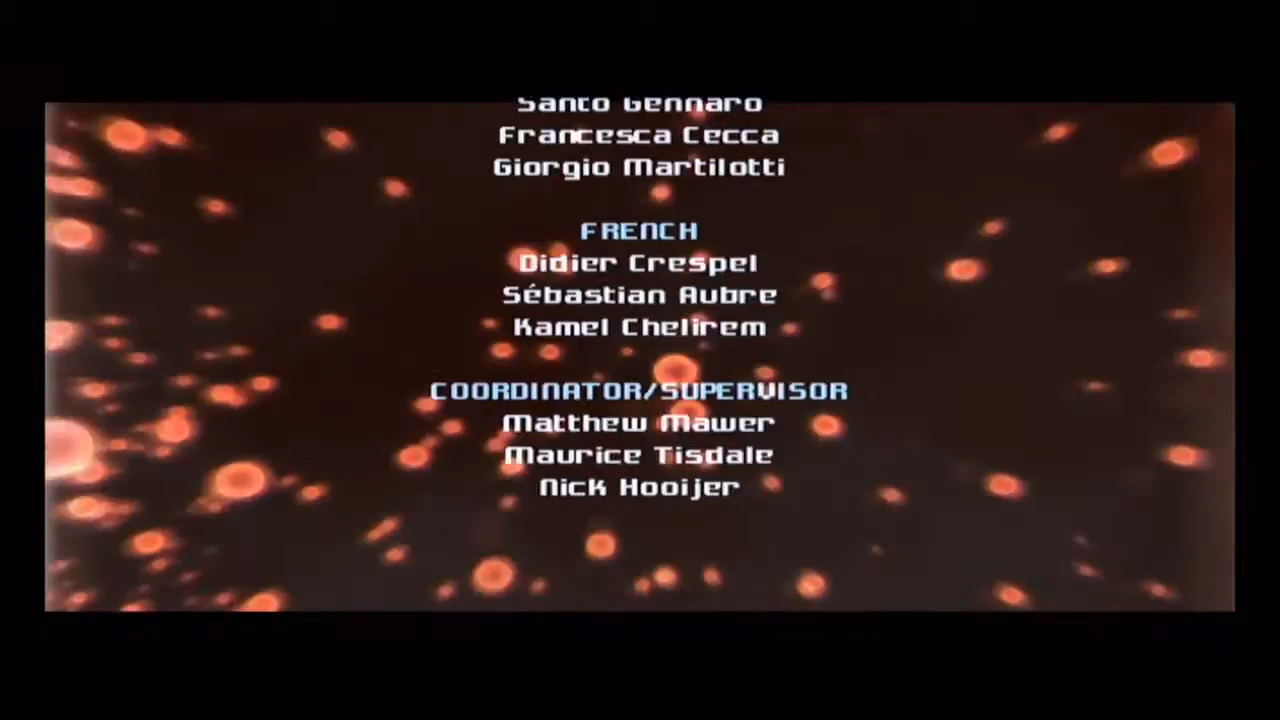 Santo Gennaro
Francesca Cecca
Giorgio Martilotti
FRENCH
Didier Crespel
Sébastian Aubre
Kamel Chelirem
COORDINATOR/SUPERVISOR
Matthew Mawer
Maurice Tisdale
Nick Hooijer